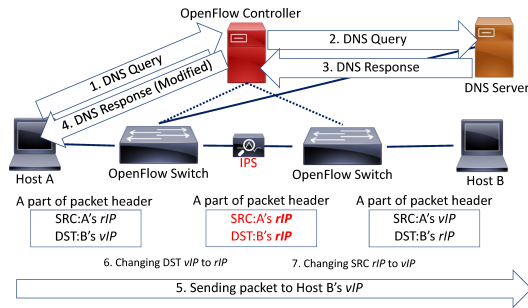 OpenFlow Controller
2. DNS Query
1. DNS Query
3. DNS Response
4. DNS Response (Modified)
DNS Server
IPS
Host A
OpenFlow Switch
OpenFlow Switch
Host B
A part of packet header
A part of packet header
A part of packet header
SRC:A's rIP
DST:B's vIP
SRC:A's rIP
DST:B's rIP
SRC:A's vIP
DST:B's rIP
6. Changing DST vIP to rIP
7. Changing SRC rIP to vIP
5. Sending packet to Host B's vIP